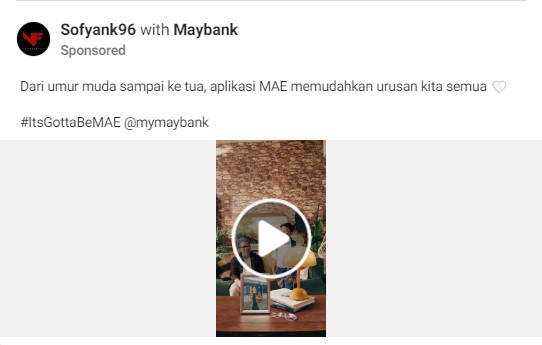 Sofyank96 with Maybank
Sponsored
Dari umur muda sampai ke tua, aplikasi MAE memudahkan urusan kita semua
#ItsGottaBeMAE @mymaybank